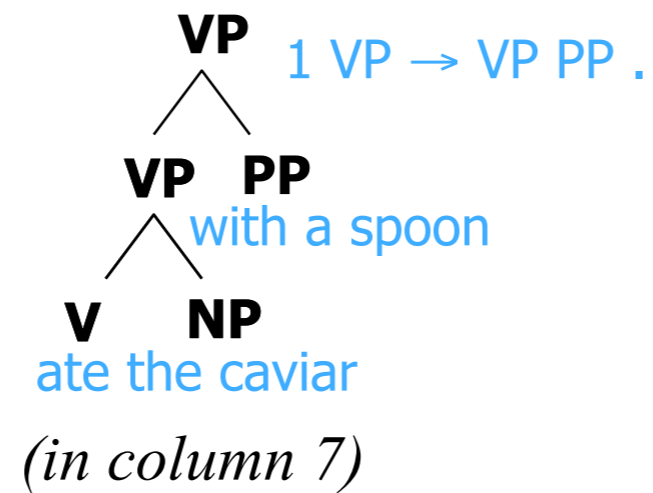 VP
1 VP → VP PP .
VP PP
with a spoon
V NP
ate the caviar
(in column 7)